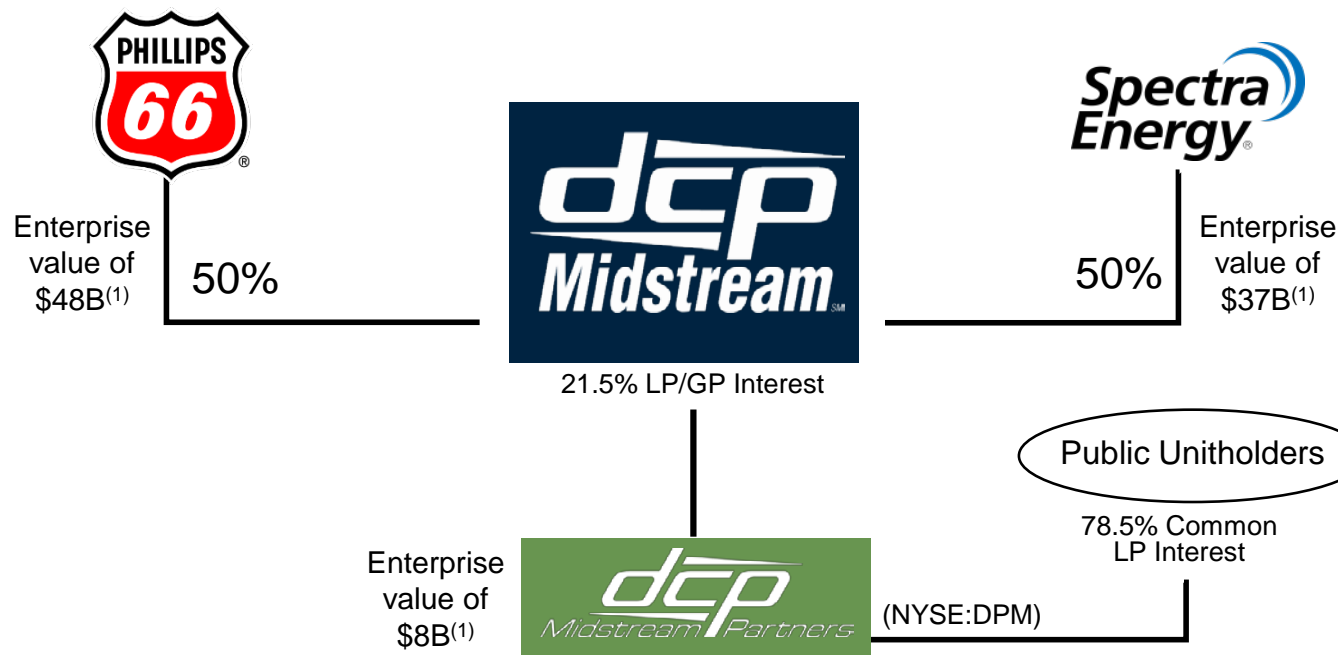 PHILLIPS
66
®
Enterprise
value of
$48B(1)
50%
dcp
Midstream
SM
21.5% LP/GP Interest
Spectra
Energy®
50%
Enterprise
value of
$37B(1)
Public Unitholders
78.5% Common
LP Interest
Enterprise
value of
$8B(1)
dcp
Midstream Partners
(NYSE:DPM)